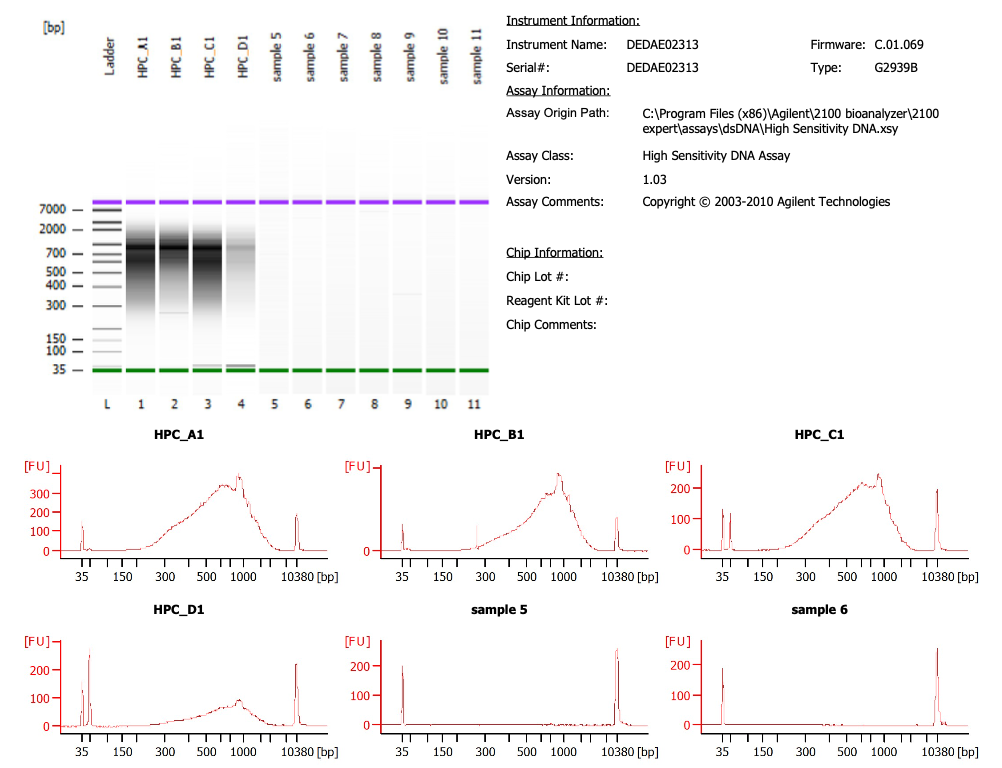 [bp]
Ladder
HPC_A1
HPC_B1
HPC_C1
HPC_D1
sample 5
sample 6
sample 7
sample 8
sample 9
sample 10
sample 11
7000
2000
700
500
400
300
150
100
35
L 1 2 3 4 5 6 7 8 9 10 11
Instrument Information:
Instrument Name: DEDAE02313 Firmware: C.01.069
Serial#: DEDAE02313 Type: G2939B
Assay Information:
Assay Origin Path: C:\Program Files (x86)\Agilent\2100 bioanalyzer\2100
expert\assays\dsDNA\High Sensitivity DNA.xsy
Assay Class: High Sensitivity DNA Assay
Version: 1.03
Assay Comments: Copyright © 2003-2010 Agilent Technologies
Chip Information:
Chip Lot #:
Reagent Kit Lot #:
Chip Comments:
HPC_A1
[FU]
300
200
100
0
35 150 300 500 1000 10380 [bp]
HPC_B1
[FU]
0
35 150 300 500 1000 10380 [bp]
HPC_C1
[FU]
200
100
0
35 150 300 500 1000 10380 [bp]
HPC_D1
[FU]
200
100
0
35 150 300 500 1000 10380 [bp]
sample 5
[FU]
200
100
0
35 150 300 500 1000 10380 [bp]
sample 6
[FU]
200
100
0
35 150 300 500 1000 10380 [bp]